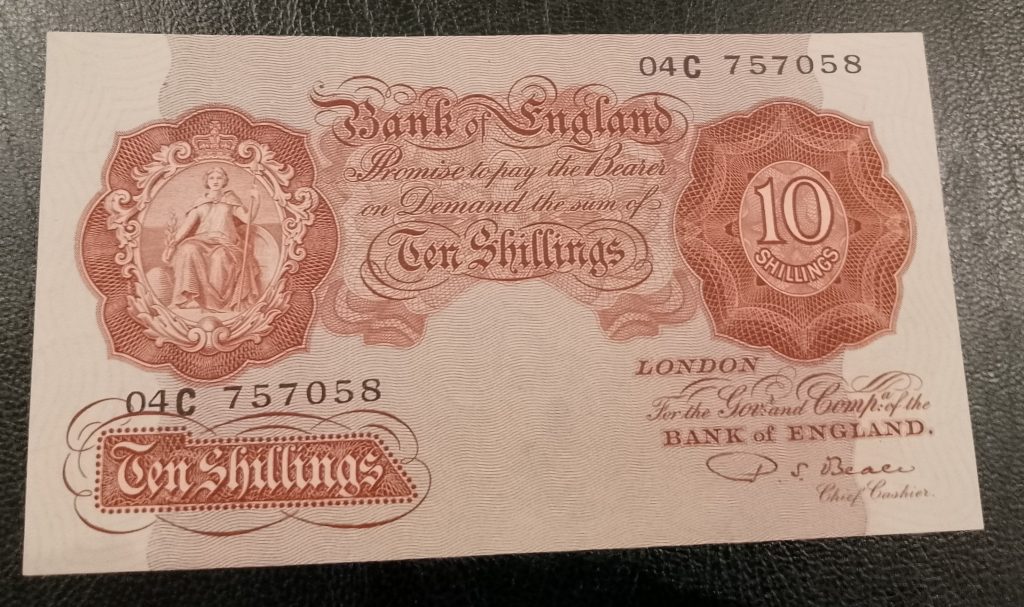 04C 757058
Bank of England
Promise to pay the Bearer
on Demand the sum of
Ten Shillings
10
SHILLINGS
04C 757058
Ten Shillings
LONDON
For the Govr. and Compa. of the
BANK of ENGLAND.
P. S. Beale
Chief Cashier.